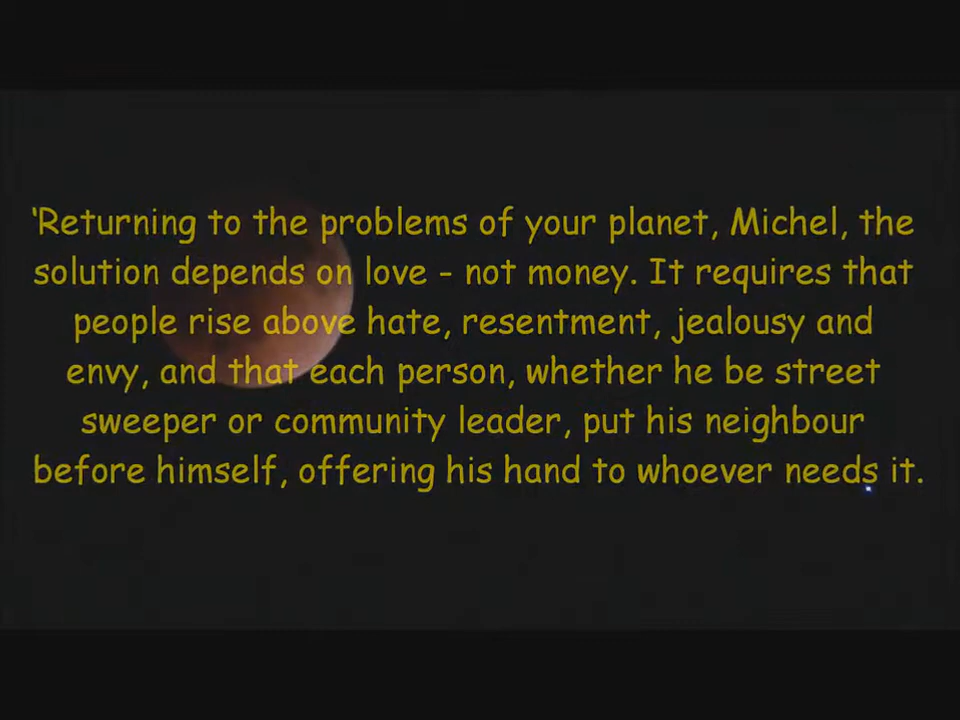 ‘Returning to the problems of your planet, Michel, the
solution depends on love - not money. It requires that
people rise above hate, resentment, jealousy and
envy, and that each person, whether he be street
sweeper or community leader, put his neighbour
before himself, offering his hand to whoever needs it.